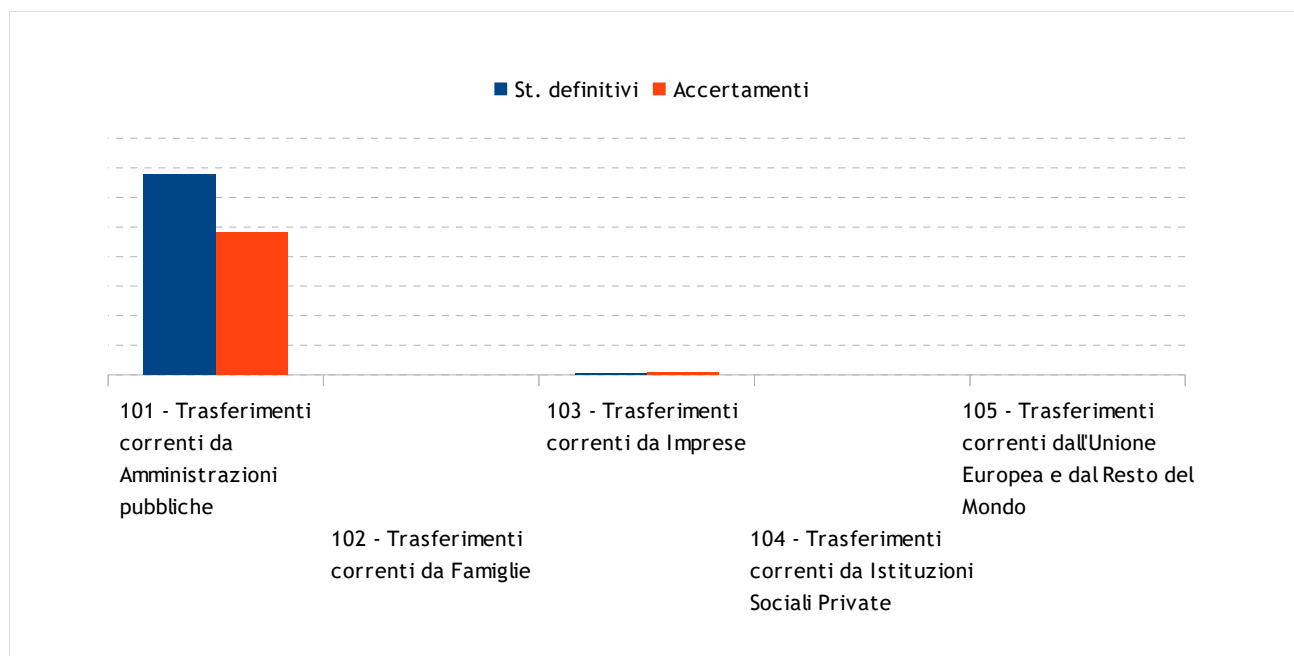 St. definitivi Accertamenti
101 - Trasferimenti
correnti da
Amministrazioni
pubbliche
102 - Trasferimenti
correnti da Famiglie
103 - Trasferimenti
correnti da Imprese
104 - Trasferimenti
correnti da Istituzioni
Sociali Private
105 - Trasferimenti
correnti dall'Unione
Europea e dal Resto del
Mondo